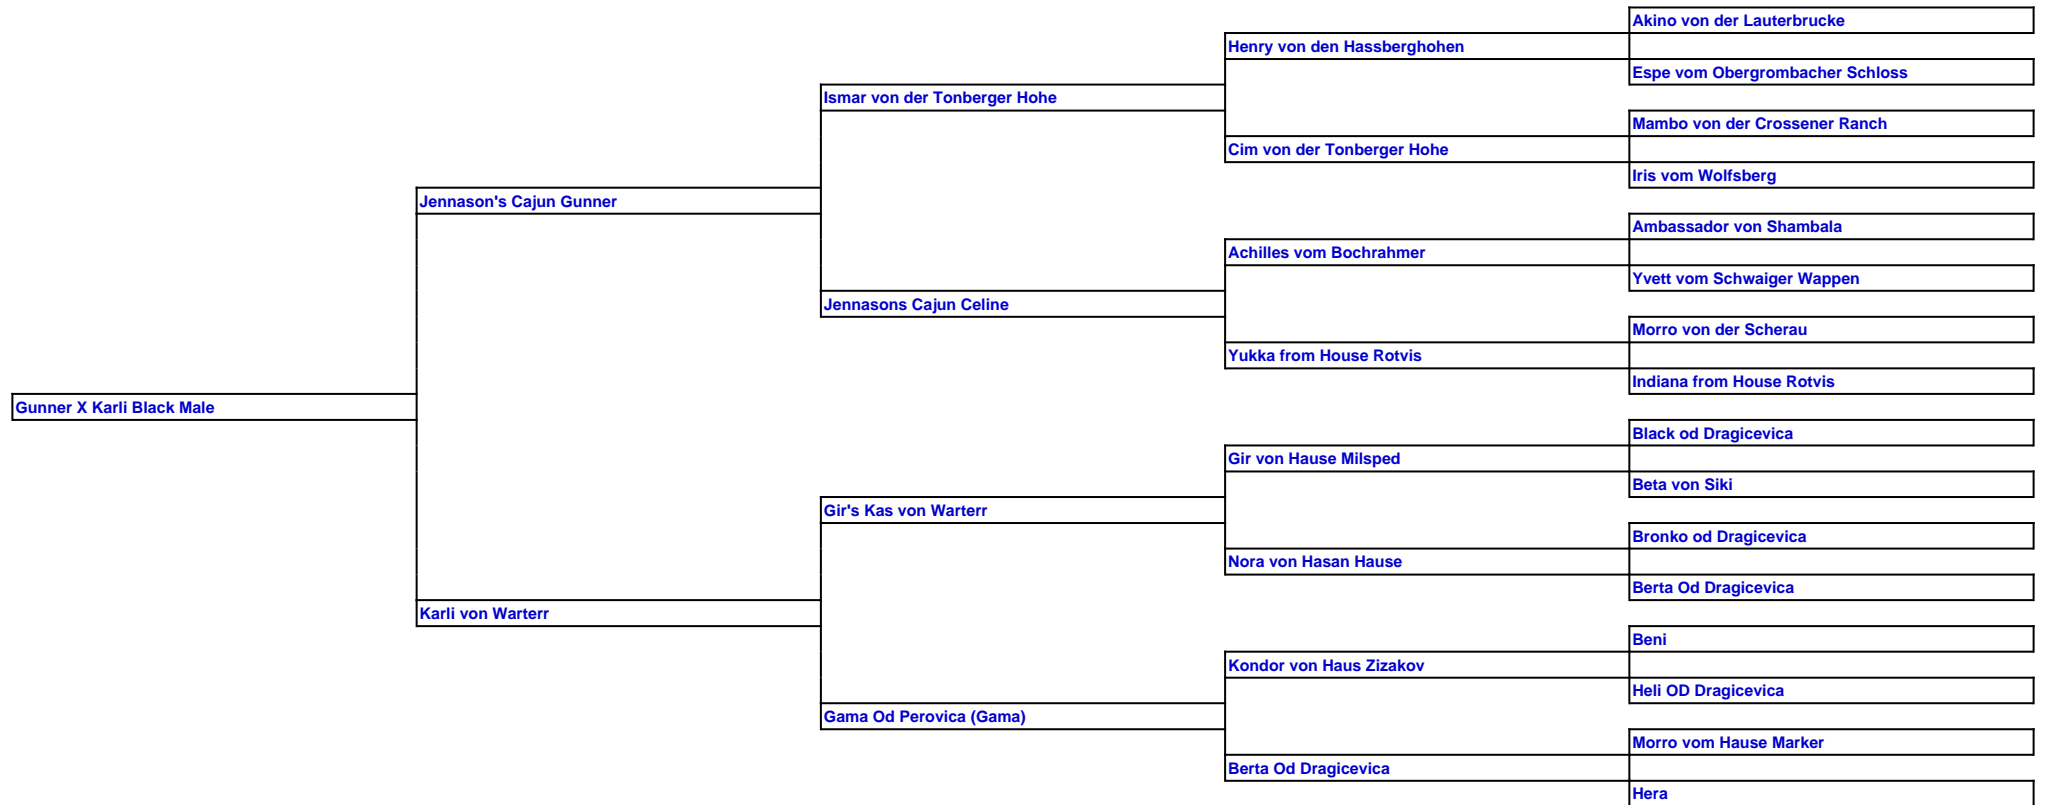 Akino von der Lauterbrucke
Henry von den Hassberghohen
Espe vom Obergrombacher Schloss
Ismar von der Tonberger Hohe
Mambo von der Crossener Ranch
Cim von der Tonberger Hohe
Iris vom Wolfsberg
Jennason's Cajun Gunner
Ambassador von Shambala
Achilles vom Bochrahmer
Yvett vom Schwaiger Wappen
Jennasons Cajun Celine
Morro von der Scherau
Yukka from House Rotvis
Indiana from House Rotvis
Gunner X Karli Black Male
Black od Dragicevica
Gir von Hause Milsped
Beta von Siki
Gir's Kas von Warterr
Bronko od Dragicevica
Nora von Hasan Hause
Berta Od Dragicevica
Karli von Warterr
Beni
Kondor von Haus Zizakov
Heli OD Dragicevica
Gama Od Perovica (Gama)
Morro vom Hause Marker
Berta Od Dragicevica
Hera